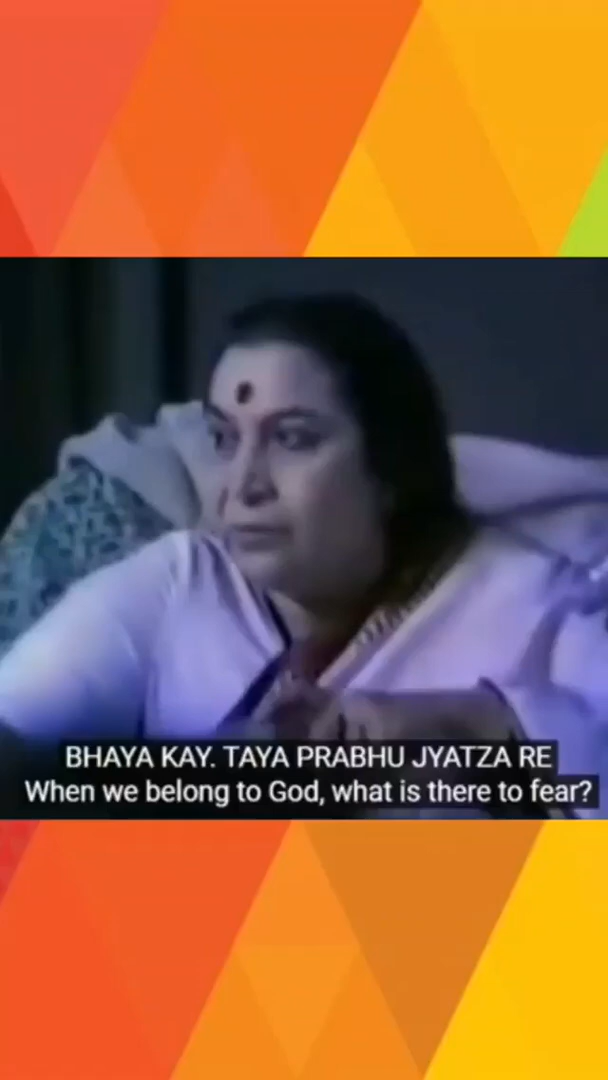 BHAYA KAY. TAYA PRABHU JYATZA RE
When we belong to God, what is there to fear?